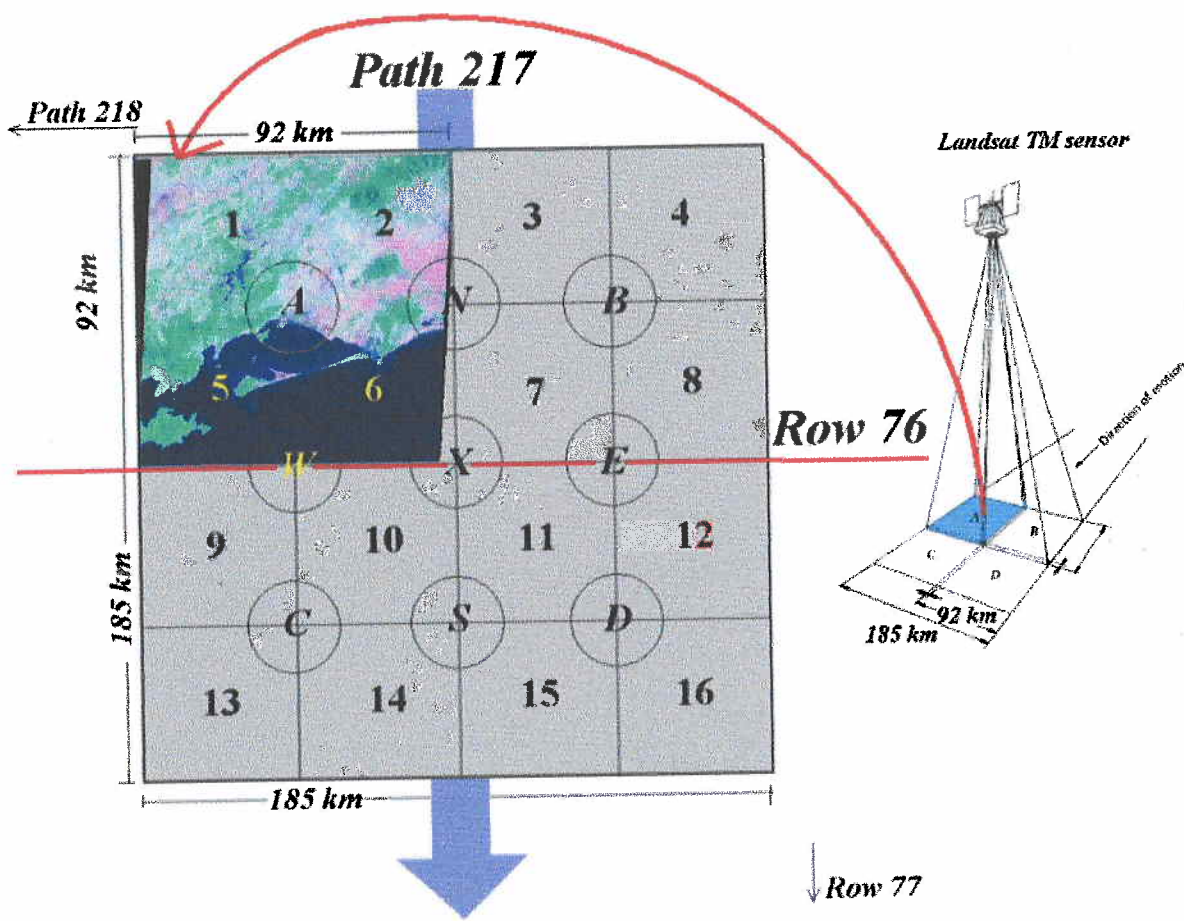 Path 217
Path 218
92 km
Landsat TM sensor
1
2
3
4
92 km
A
N
B
5
6
7
8
Direction of motion
Row 76
W
X
E
A
B
C
D
9
10
11
12
92 km
185 km
185 km
C
S
D
13
14
15
16
185 km
Row 77